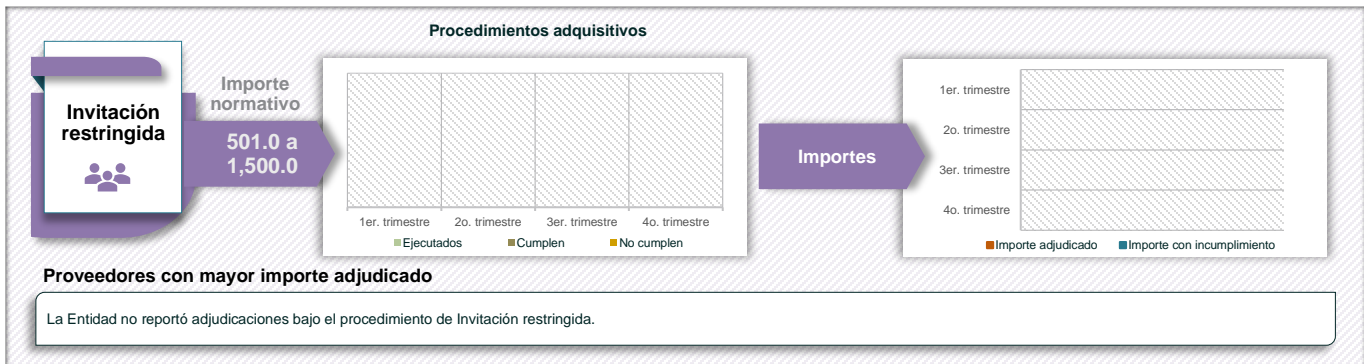 Procedimientos adquisitivos
Invitación
restringida
Importe
normativo
501.0 a
1,500.0
1er. trimestre 2o. trimestre 3er. trimestre 4o. trimestre
Ejecutados Cumplen No cumplen
Importes
1er. trimestre
2o. trimestre
3er. trimestre
4o. trimestre
Importe adjudicado Importe con incumplimiento
Proveedores con mayor importe adjudicado
La Entidad no reportó adjudicaciones bajo el procedimiento de Invitación restringida.